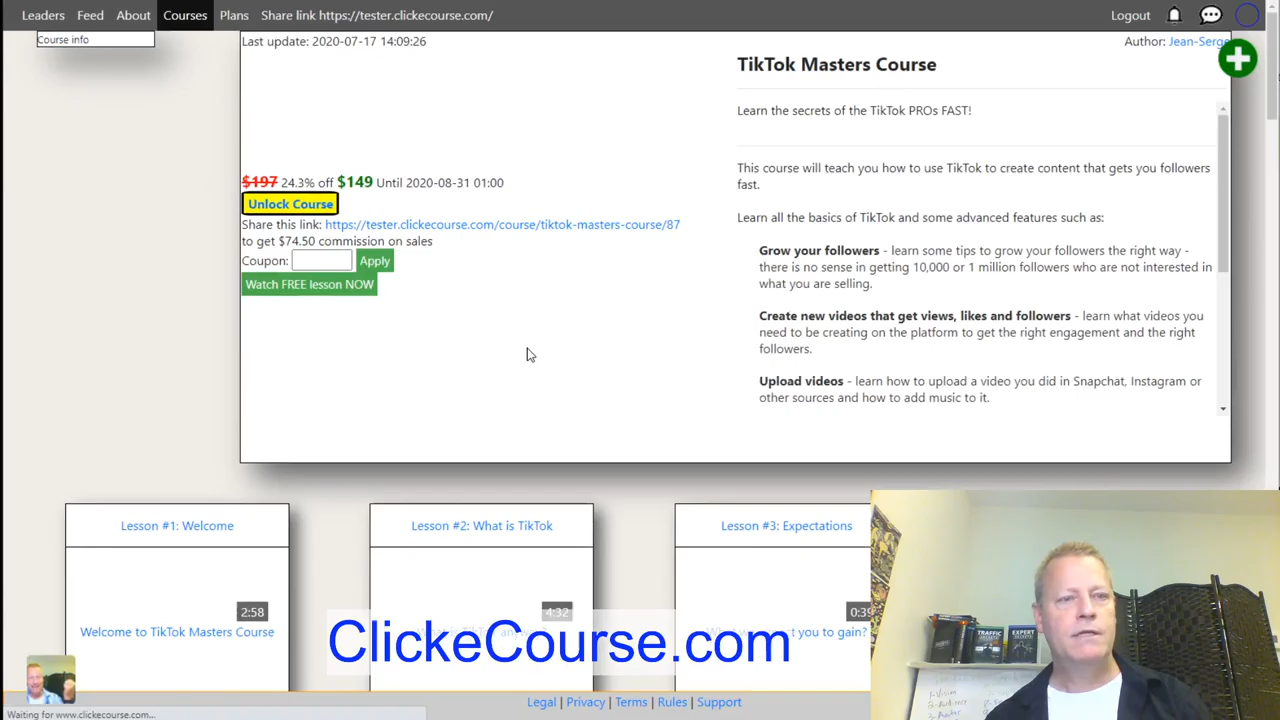 Leaders Feed About Courses Plans Share link https://tester.clickecourse.com/ Logout
Course info
Last update: 2020-07-17 14:09:26
Author: Jean-Serge
TikTok Masters Course
Learn the secrets of the TikTok PROs FAST!
$197 24.3% off $149 Until 2020-08-31 01:00
Unlock Course
Share this link: https://tester.clickecourse.com/course/tiktok-masters-course/87
to get $74.50 commission on sales
Coupon: Apply
Watch FREE lesson NOW
This course will teach you how to use TikTok to create content that gets you followers
fast.
Learn all the basics of TikTok and some advanced features such as:
Grow your followers - learn some tips to grow your followers the right way -
there is no sense in getting 10,000 or 1 million followers who are not interested in
what you are selling.
Create new videos that get views, likes and followers - learn what videos you
need to be creating on the platform to get the right engagement and the right
followers.
Upload videos - learn how to upload a video you did in Snapchat, Instagram or
other sources and how to add music to it.
Lesson #1: Welcome
2:58
Welcome to TikTok Masters Course
Lesson #2: What is TikTok
4:32
Lesson #3: Expectations
0:39
you to gain?
ClickeCourse.com
TRAFFIC
SECRETS
EXPERT
SECRETS
Legal | Privacy | Terms | Rules | Support
Waiting for www.clickecourse.com...